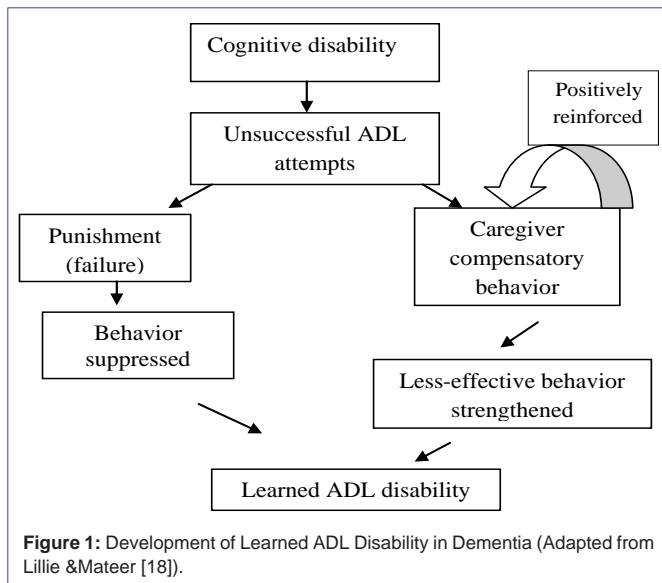 Cognitive disability
Positively
reinforced
Unsuccessful ADL
attempts
Punishment
(failure)
Caregiver
compensatory
behavior
Behavior
suppressed
Less-effective behavior
strengthened
Learned ADL disability
Figure 1: Development of Learned ADL Disability in Dementia (Adapted from
Lillie &Mateer [18]).